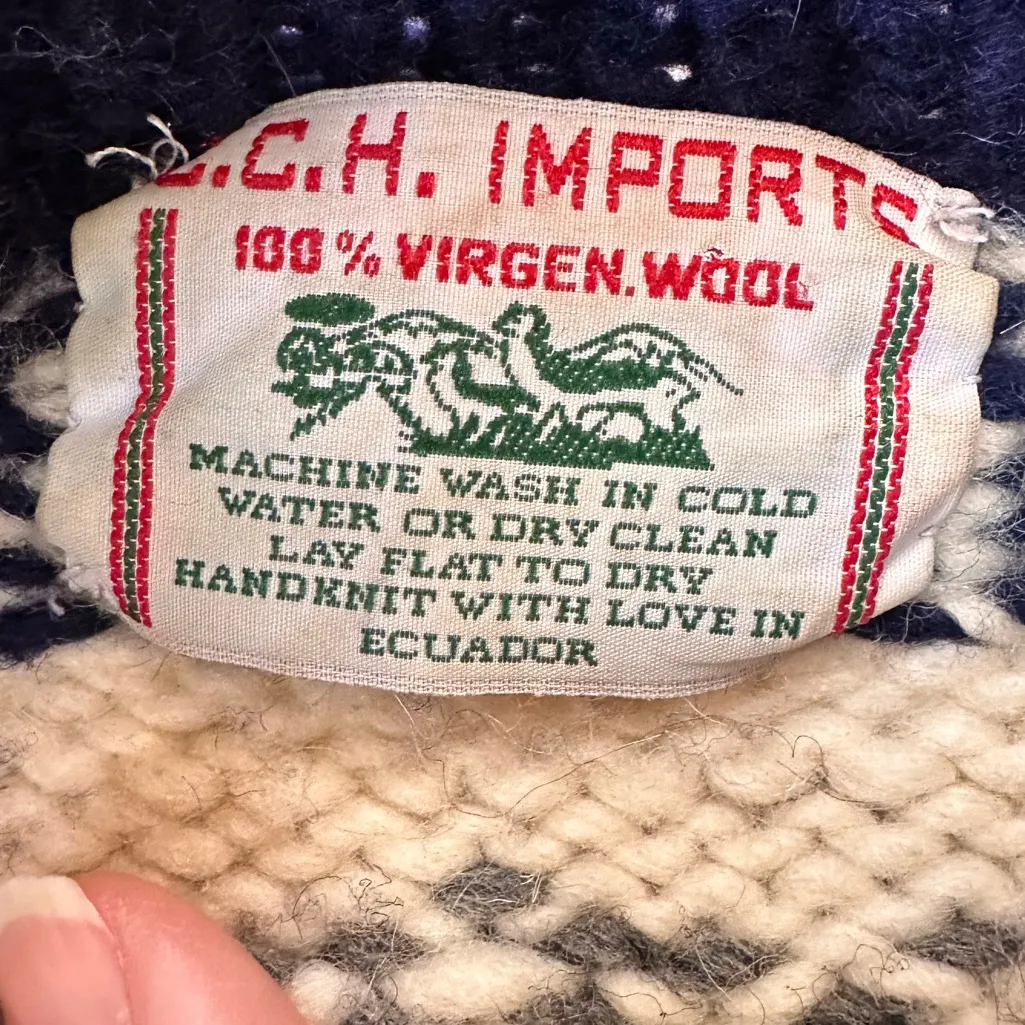 .C.H. IMPORTS
100% VIRGEN.WOOL
MACHINE WASH IN COLD
WATER OR DRY CLEAN
LAY FLAT TO DRY
HANDKNIT WITH LOVE IN
ECUADOR